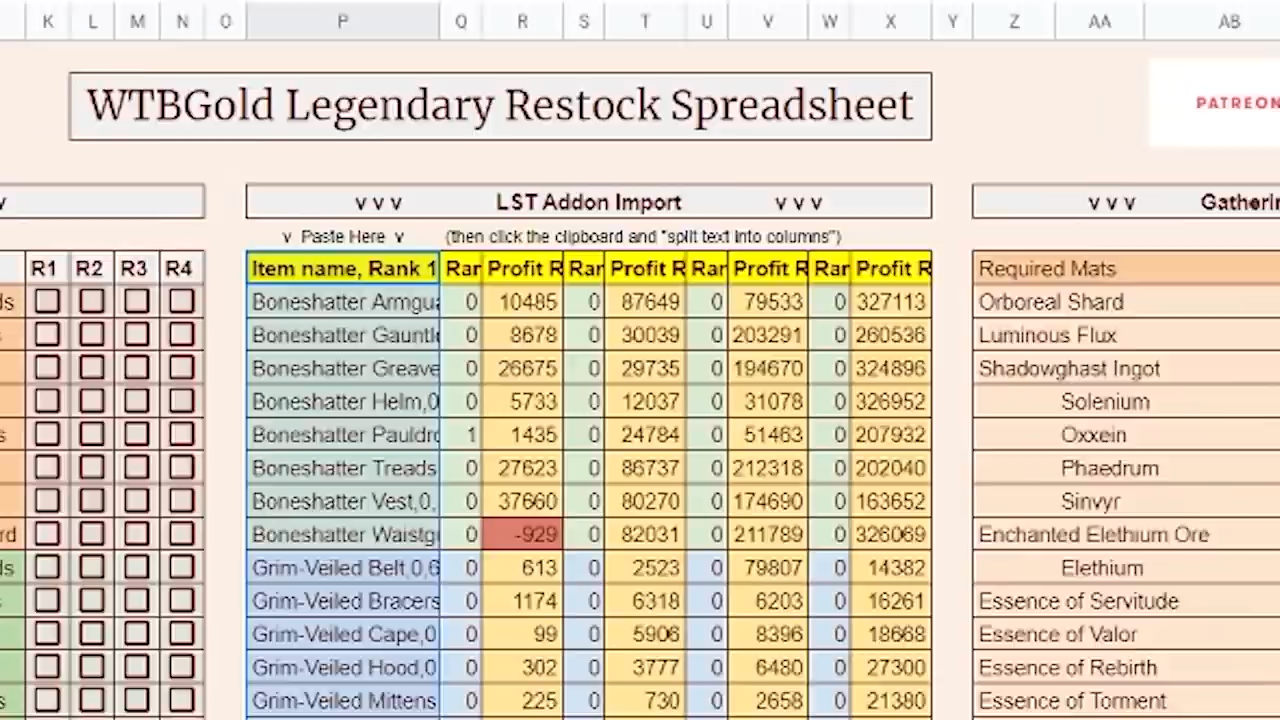 K L M N O P Q R S T U V W X Y Z AA AB
WTBGold Legendary Restock Spreadsheet
PATREON
v v v v LST Addon Import v v v v v v Gatherin
v Paste Here v (then click the clipboard and "split text into columns")
R1 R2 R3 R4 Item name, Rank 1 Ran Profit R Ran Profit R Ran Profit R Ran Profit R Required Mats
ds Boneshatter Armgua 0 10485 0 87649 0 79533 0 327113 Orboreal Shard
s Boneshatter Gauntle 0 8678 0 30039 0 203291 0 260536 Luminous Flux
Boneshatter Greave 0 26675 0 29735 0 194670 0 324896 Shadowghast Ingot
Boneshatter Helm,0 0 5733 0 12037 0 31078 0 326952 Solenium
s Boneshatter Pauldro 1 1435 0 24784 0 51463 0 207932 Oxxein
Boneshatter Treads 0 27623 0 86737 0 212318 0 202040 Phaedrum
Boneshatter Vest,0, 0 37660 0 80270 0 174690 0 163652 Sinvyr
rd Boneshatter Waistg 0 -929 0 82031 0 211789 0 326069 Enchanted Elethium Ore
ds Grim-Veiled Belt,0,6 0 613 0 2523 0 79807 0 14382 Elethium
s Grim-Veiled Bracers 0 1174 0 6318 0 6203 0 16261 Essence of Servitude
Grim-Veiled Cape,0 0 99 0 5906 0 8396 0 18668 Essence of Valor
Grim-Veiled Hood,0 0 302 0 3777 0 6480 0 27300 Essence of Rebirth
s Grim-Veiled Mittens 0 225 0 730 0 2658 0 21380 Essence of Torment